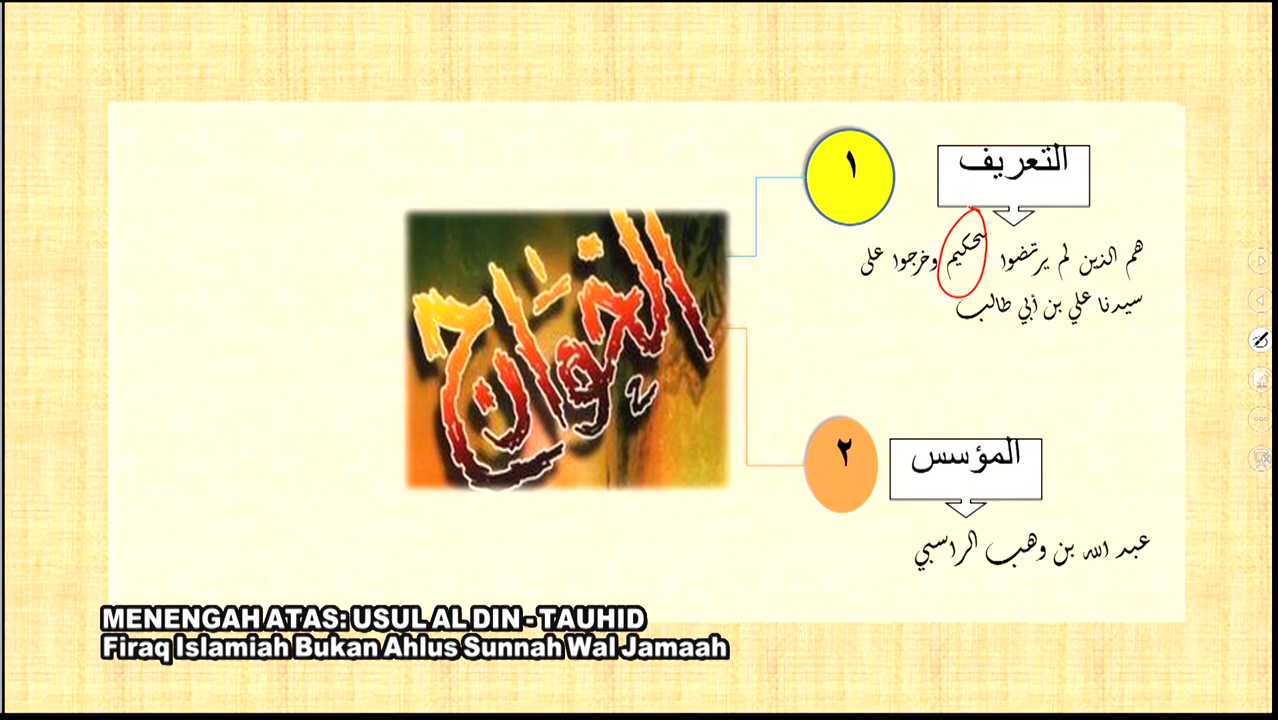 ١
التعريف
هم الذين لم يرتضوا تحكيم وخرجوا على
سيدنا علي بن أبي طالب
الخوارج
٢
المؤسس
عبد الله بن وهب الراسبي
MENENGAH ATAS: USUL AL DIN - TAUHID
Firaq Islamiah Bukan Ahlus Sunnah Wal Jamaah